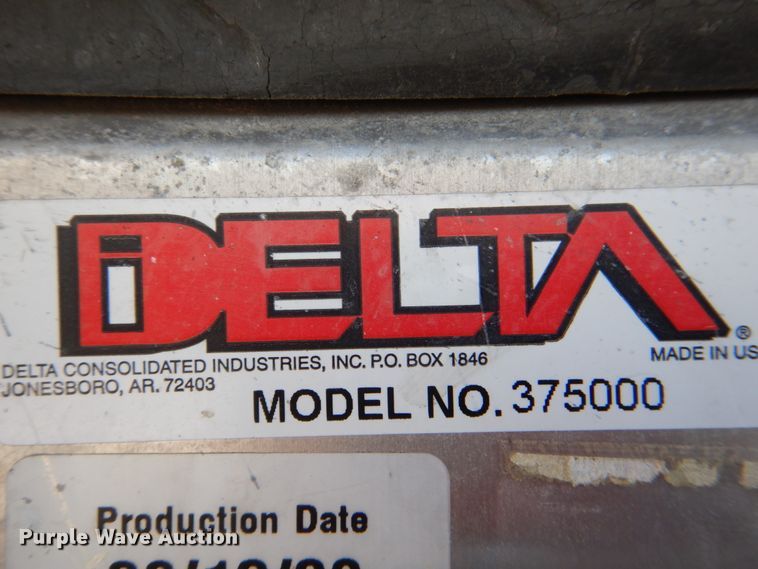 DELTA
®
DELTA CONSOLIDATED INDUSTRIES, INC. P.O. BOX 1846
MADE IN US
JONESBORO, AR. 72403
MODEL NO. 375000
Production Date
Purple Wave Auction